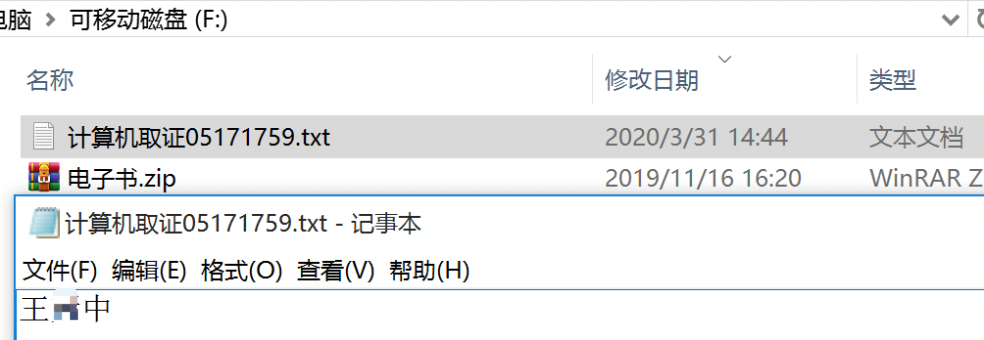 电脑 > 可移动磁盘 (F:)
名称 修改日期 类型
计算机取证05171759.txt 2020/3/31 14:44 文本文档
电子书.zip 2019/11/16 16:20 WinRAR Z
计算机取证05171759.txt - 记事本
文件(F) 编辑(E) 格式(O) 查看(V) 帮助(H)
王 中